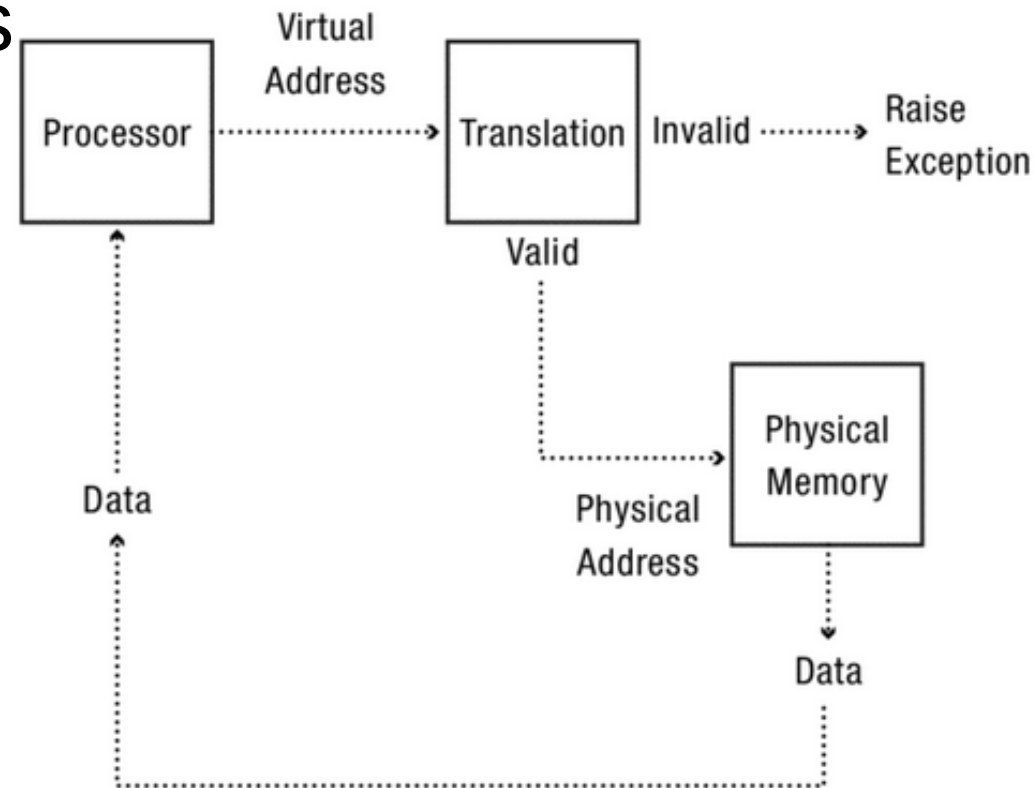 s
Virtual
Address
Processor
Translation
Invalid
Raise
Exception
Valid
Physical
Memory
Physical
Address
Data
Data